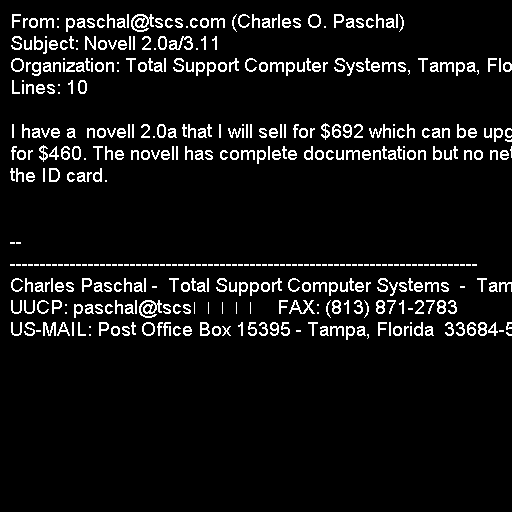 From: paschal@tscs.com (Charles O. Paschal)
Subject: Novell 2.0a/3.11
Organization: Total Support Computer Systems, Tampa, Flo
Lines: 10

I have a  novell 2.0a that I will sell for $692 which can be upg
for $460. The novell has complete documentation but no net
the ID card.

--
------------------------------------------------------------------------------
Charles Paschal -  Total Support Computer Systems  -  Tam
UUCP: paschal@tscs    FAX: (813) 871-2783
US-MAIL: Post Office Box 15395 - Tampa, Florida  33684-5